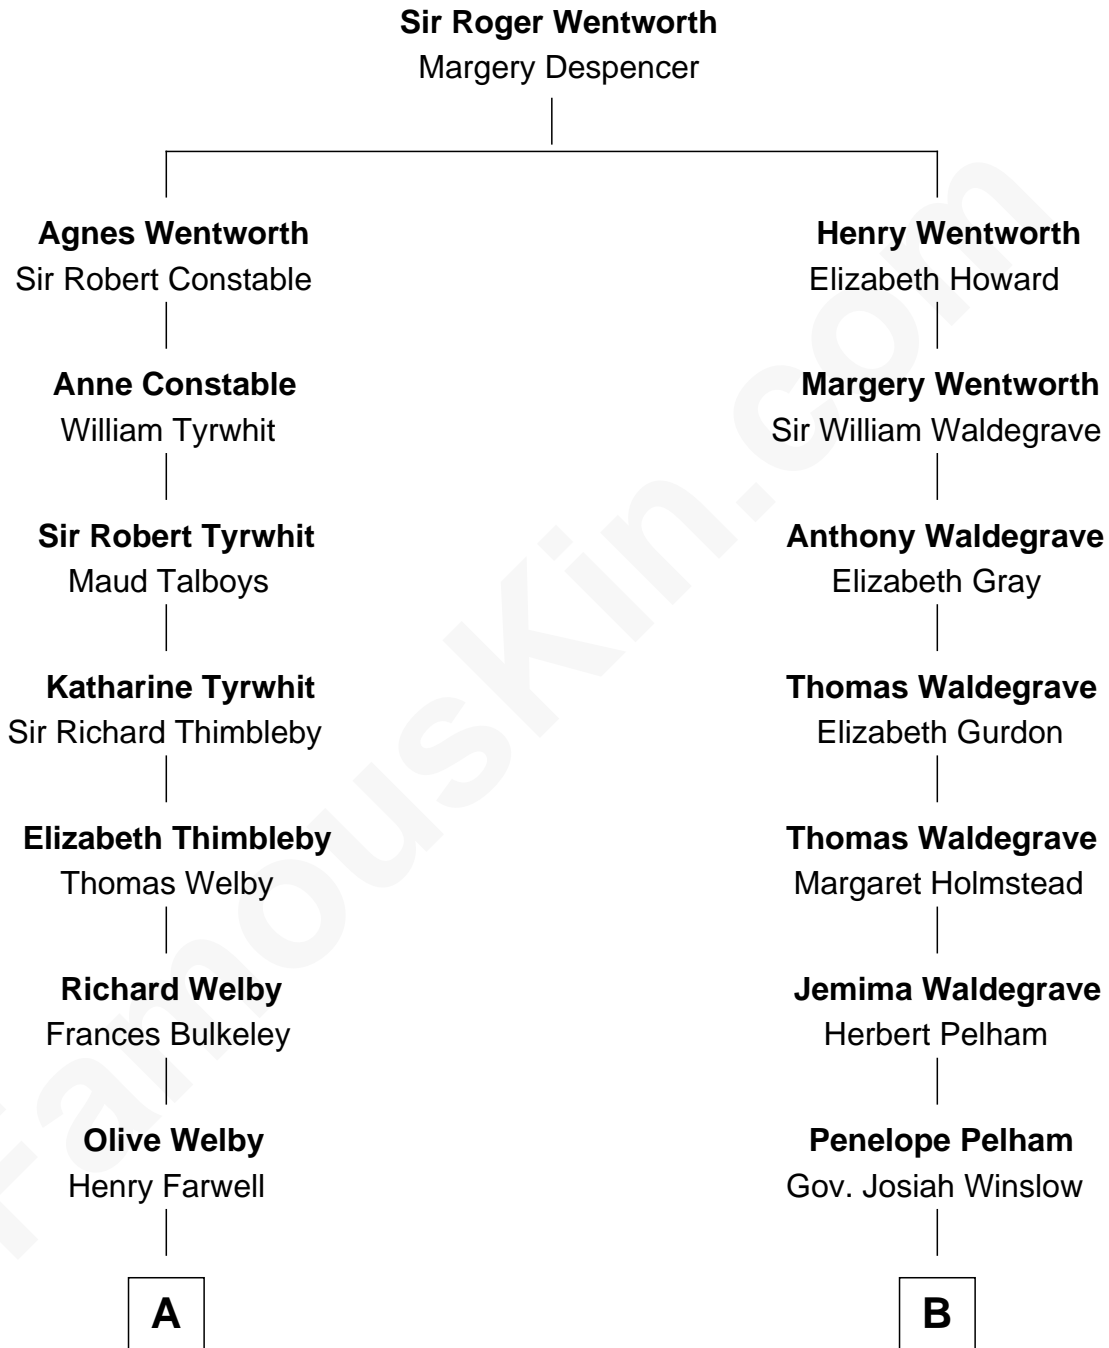 Sir Roger Wentworth
Margery Despencer
Agnes Wentworth
Sir Robert Constable
Henry Wentworth
Elizabeth Howard
Anne Constable
William Tyrwhit
Margery Wentworth
Sir William Waldegrave
Sir Robert Tyrwhit
Maud Talboys
Anthony Waldegrave
Elizabeth Gray
Katharine Tyrwhit
Sir Richard Thimbleby
Thomas Waldegrave
Elizabeth Gurdon
Elizabeth Thimbleby
Thomas Welby
Thomas Waldegrave
Margaret Holmstead
Richard Welby
Frances Bulkeley
Jemima Waldegrave
Herbert Pelham
Olive Welby
Henry Farwell
Penelope Pelham
Gov. Josiah Winslow
A
B
FamousKin.com